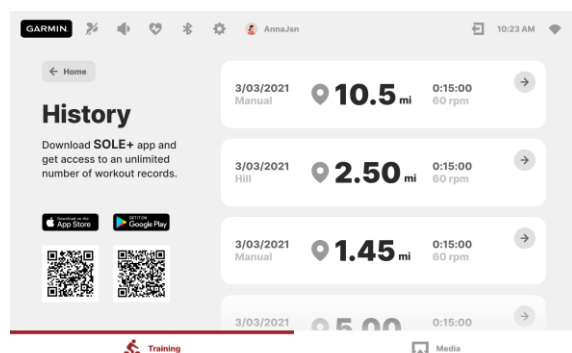 GARMIN.
AnnaJsn
10:23 AM
← Home
History
Download SOLE+ app and
get access to an unlimited
number of workout records.
Download on the
App Store
GET IT ON
Google Play
3/03/2021
Manual
10.5 mi
0:15:00
60 rpm
3/03/2021
Hill
2.50 mi
0:15:00
60 rpm
3/03/2021
Manual
1.45 mi
0:15:00
60 rpm
3/03/2021
5.00
0:15:00
Training
Media